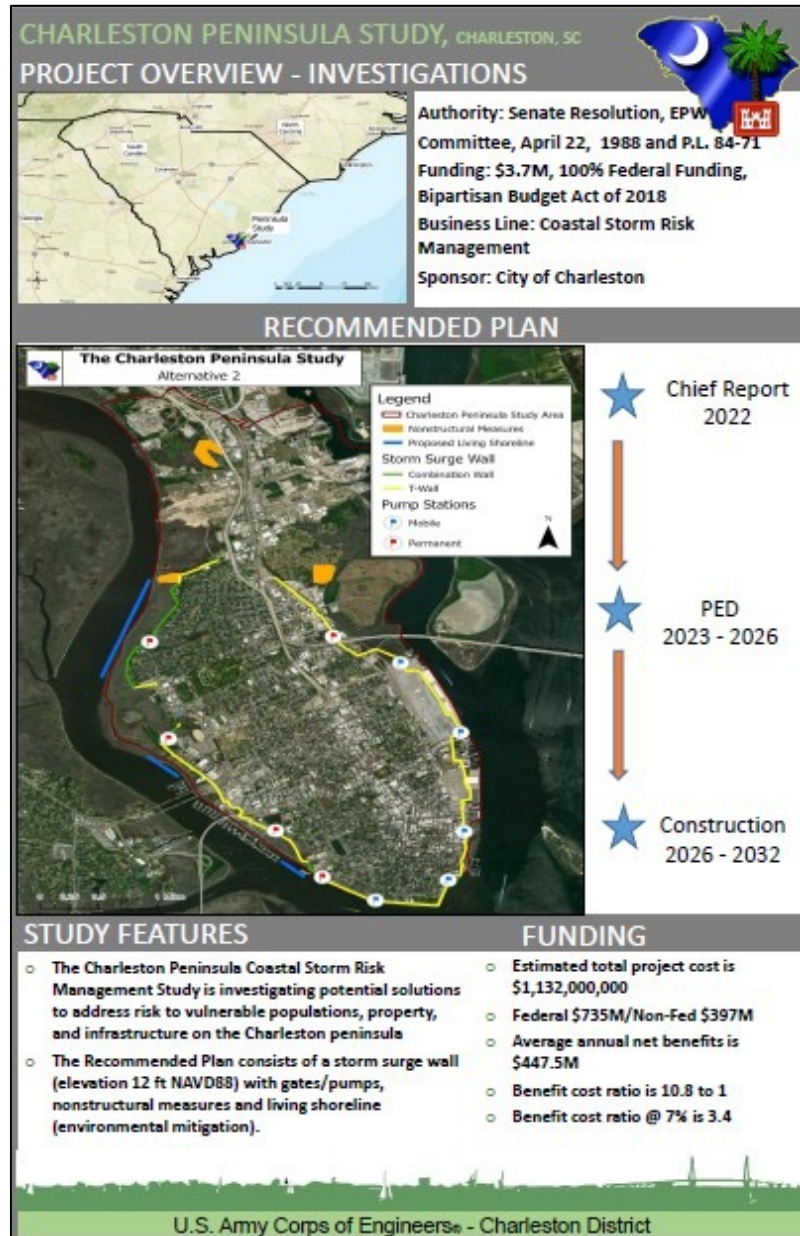 CHARLESTON PENINSULA STUDY, CHARLESTON, SC
PROJECT OVERVIEW - INVESTIGATIONS
South
Carolina
North
Carolina
Georgia
Peninsula
Study
Authority: Senate Resolution, EPW
Committee, April 22, 1988 and P.L. 84-71
Funding: $3.7M, 100% Federal Funding,
Bipartisan Budget Act of 2018
Business Line: Coastal Storm Risk
Management
Sponsor: City of Charleston
RECOMMENDED PLAN
The Charleston Peninsula Study
Alternative 2
Legend
Charleston Peninsula Study Area
Nonstructural Measures
Proposed Living Shoreline
Storm Surge Wall
Combination Wall
T-Wall
Pump Stations
Mobile
Permanent
N
Chief Report
2022
PED
2023 - 2026
Construction
2026 - 2032
STUDY FEATURES
○ The Charleston Peninsula Coastal Storm Risk
Management Study is investigating potential solutions
to address risk to vulnerable populations, property,
and infrastructure on the Charleston peninsula
○ The Recommended Plan consists of a storm surge wall
(elevation 12 ft NAVD88) with gates/pumps,
nonstructural measures and living shoreline
(environmental mitigation).
FUNDING
○ Estimated total project cost is
$1,132,000,000
○ Federal $735M/Non-Fed $397M
○ Average annual net benefits is
$447.5M
○ Benefit cost ratio is 10.8 to 1
○ Benefit cost ratio @ 7% is 3.4
U.S. Army Corps of Engineers® - Charleston District